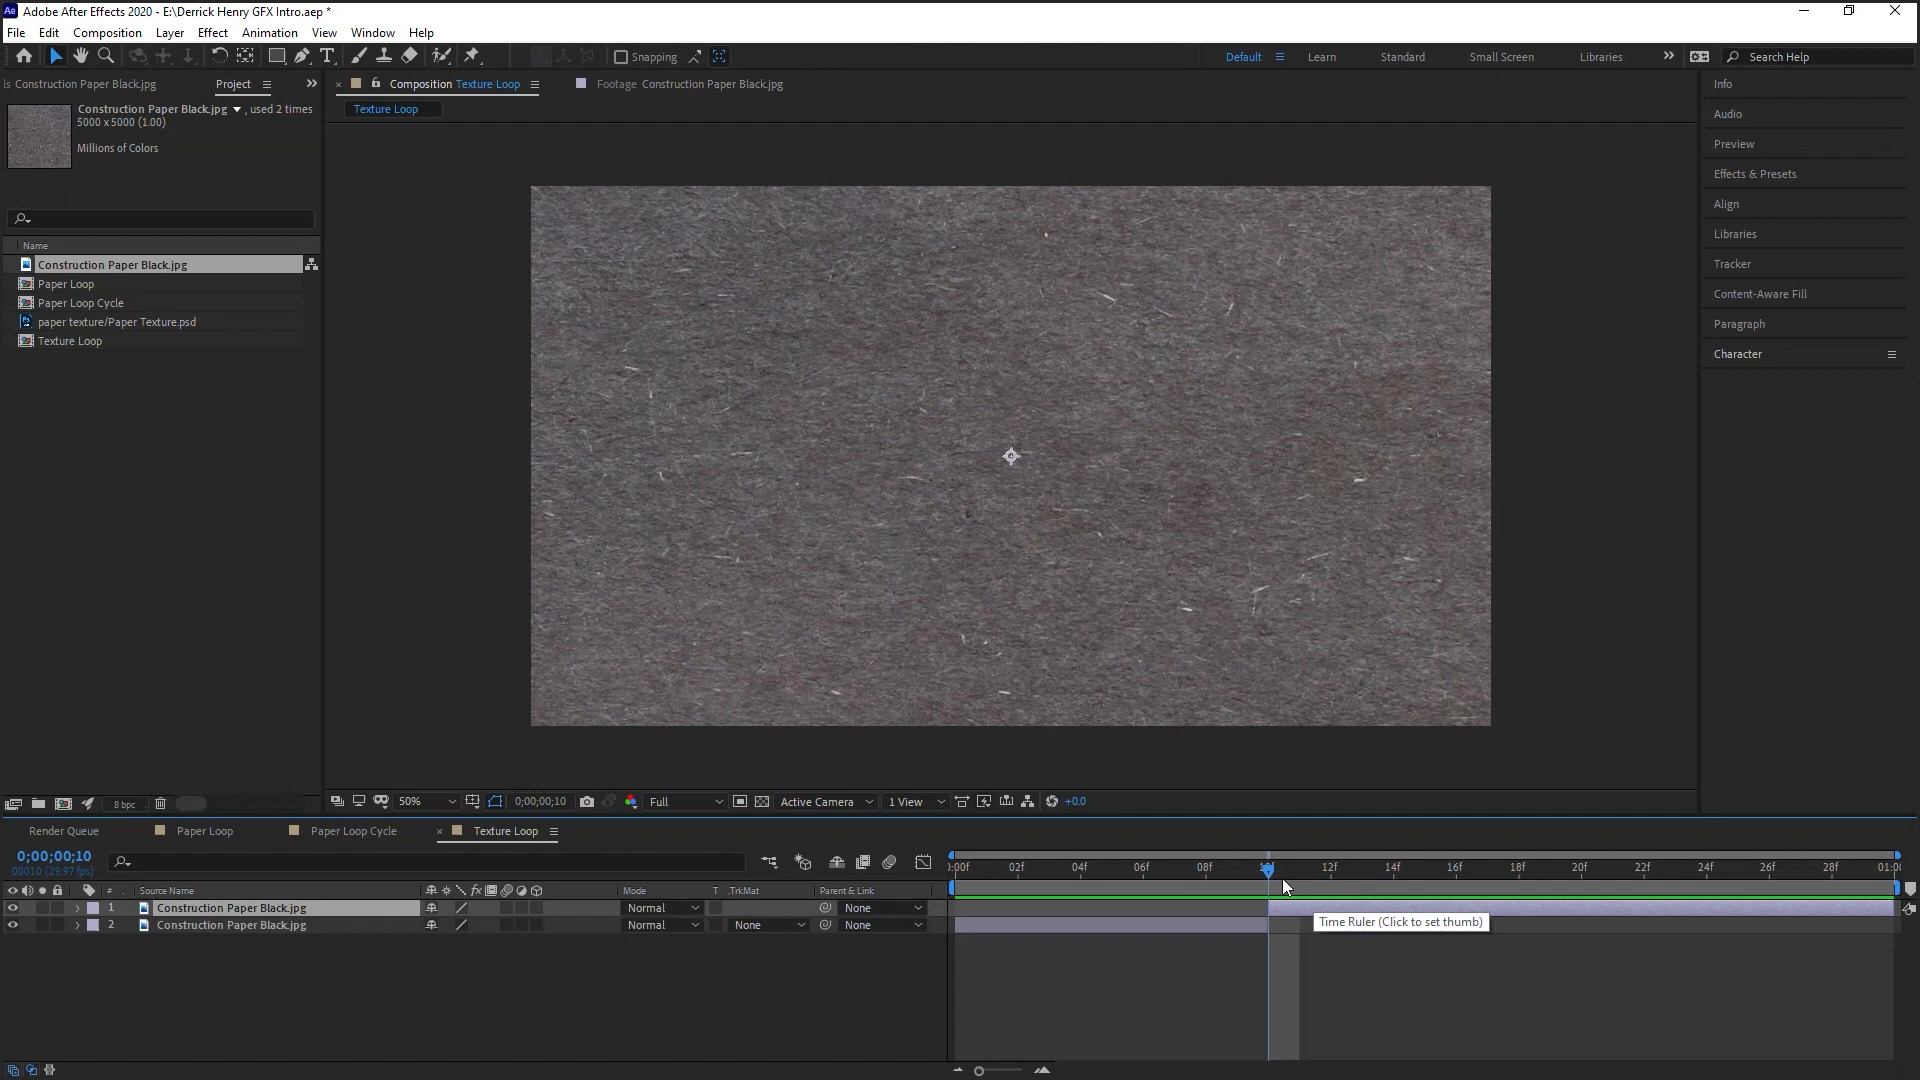 Ae Adobe After Effects 2020 - E:\Derrick Henry GFX Intro.aep *
File Edit Composition Layer Effect Animation View Window Help
Snapping Default Learn Standard Small Screen Libraries Search Help
ls Construction Paper Black.jpg Project Composition Texture Loop Footage Construction Paper Black.jpg
Construction Paper Black.jpg , used 2 times
5000 x 5000 (1.00)
Millions of Colors
Texture Loop
Name
Construction Paper Black.jpg
Paper Loop
Paper Loop Cycle
paper texture/Paper Texture.psd
Texture Loop
Info
Audio
Preview
Effects & Presets
Align
Libraries
Tracker
Content-Aware Fill
Paragraph
Character
8 bpc 50% 0;00;00;10 Full Active Camera 1 View +0.0
Render Queue Paper Loop Paper Loop Cycle Texture Loop
0;00;00;10
00010 (29.97 fps)
:00f 02f 04f 06f 08f 10f 12f 14f 16f 18f 20f 22f 24f 26f 28f 01:0
# Source Name fx Mode T .TrkMat Parent & Link
1 Construction Paper Black.jpg Normal None
2 Construction Paper Black.jpg Normal None None
Time Ruler (Click to set thumb)